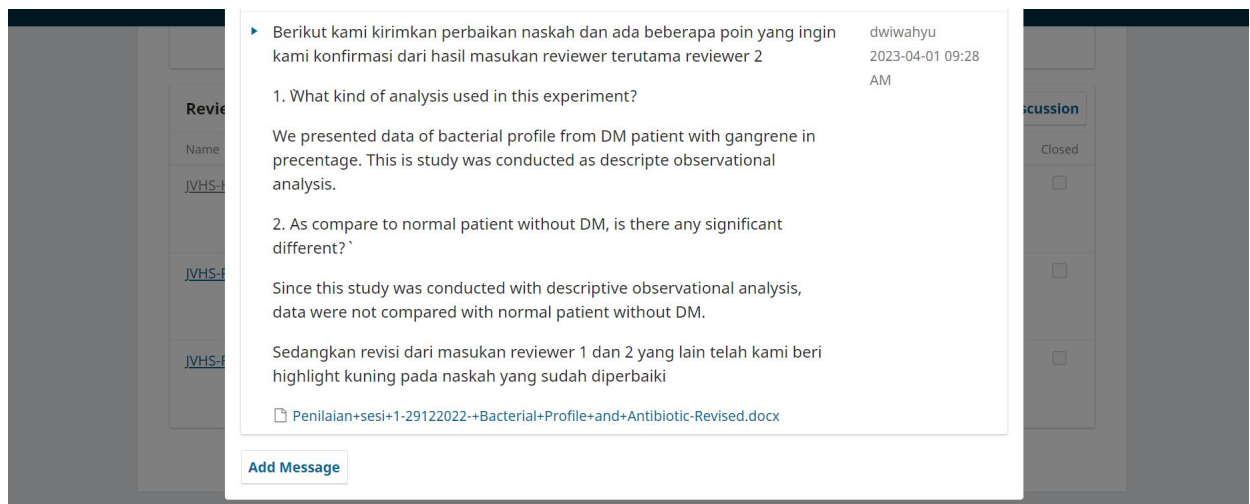 Berikut kami kirimkan perbaikan naskah dan ada beberapa poin yang ingin
kami konfirmasi dari hasil masukan reviewer terutama reviewer 2
dwiwahyu
2023-04-01 09:28
AM
1. What kind of analysis used in this experiment?
We presented data of bacterial profile from DM patient with gangrene in
precentage. This is study was conducted as descripte observational
analysis.
2. As compare to normal patient without DM, is there any significant
different?`
Since this study was conducted with descriptive observational analysis,
data were not compared with normal patient without DM.
Sedangkan revisi dari masukan reviewer 1 dan 2 yang lain telah kami beri
highlight kuning pada naskah yang sudah diperbaiki
Penilaian+sesi+1-29122022-+Bacterial+Profile+and+Antibiotic-Revised.docx
Add Message
Name
Closed